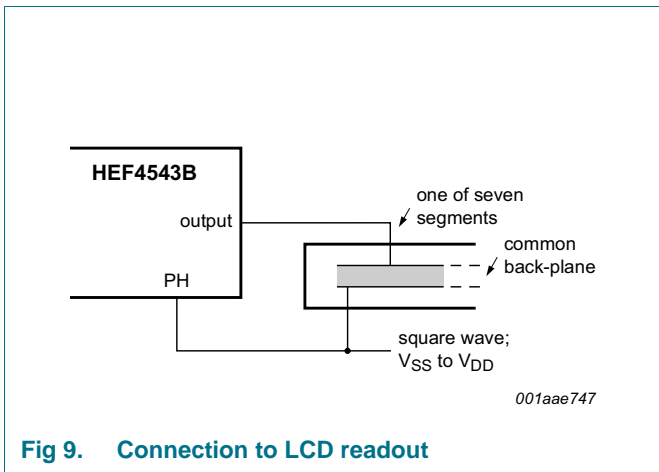 HEF4543B
output
PH
one of seven
segments
common
back-plane
square wave;
VSS to VDD
001aae747
Fig 9. Connection to LCD readout